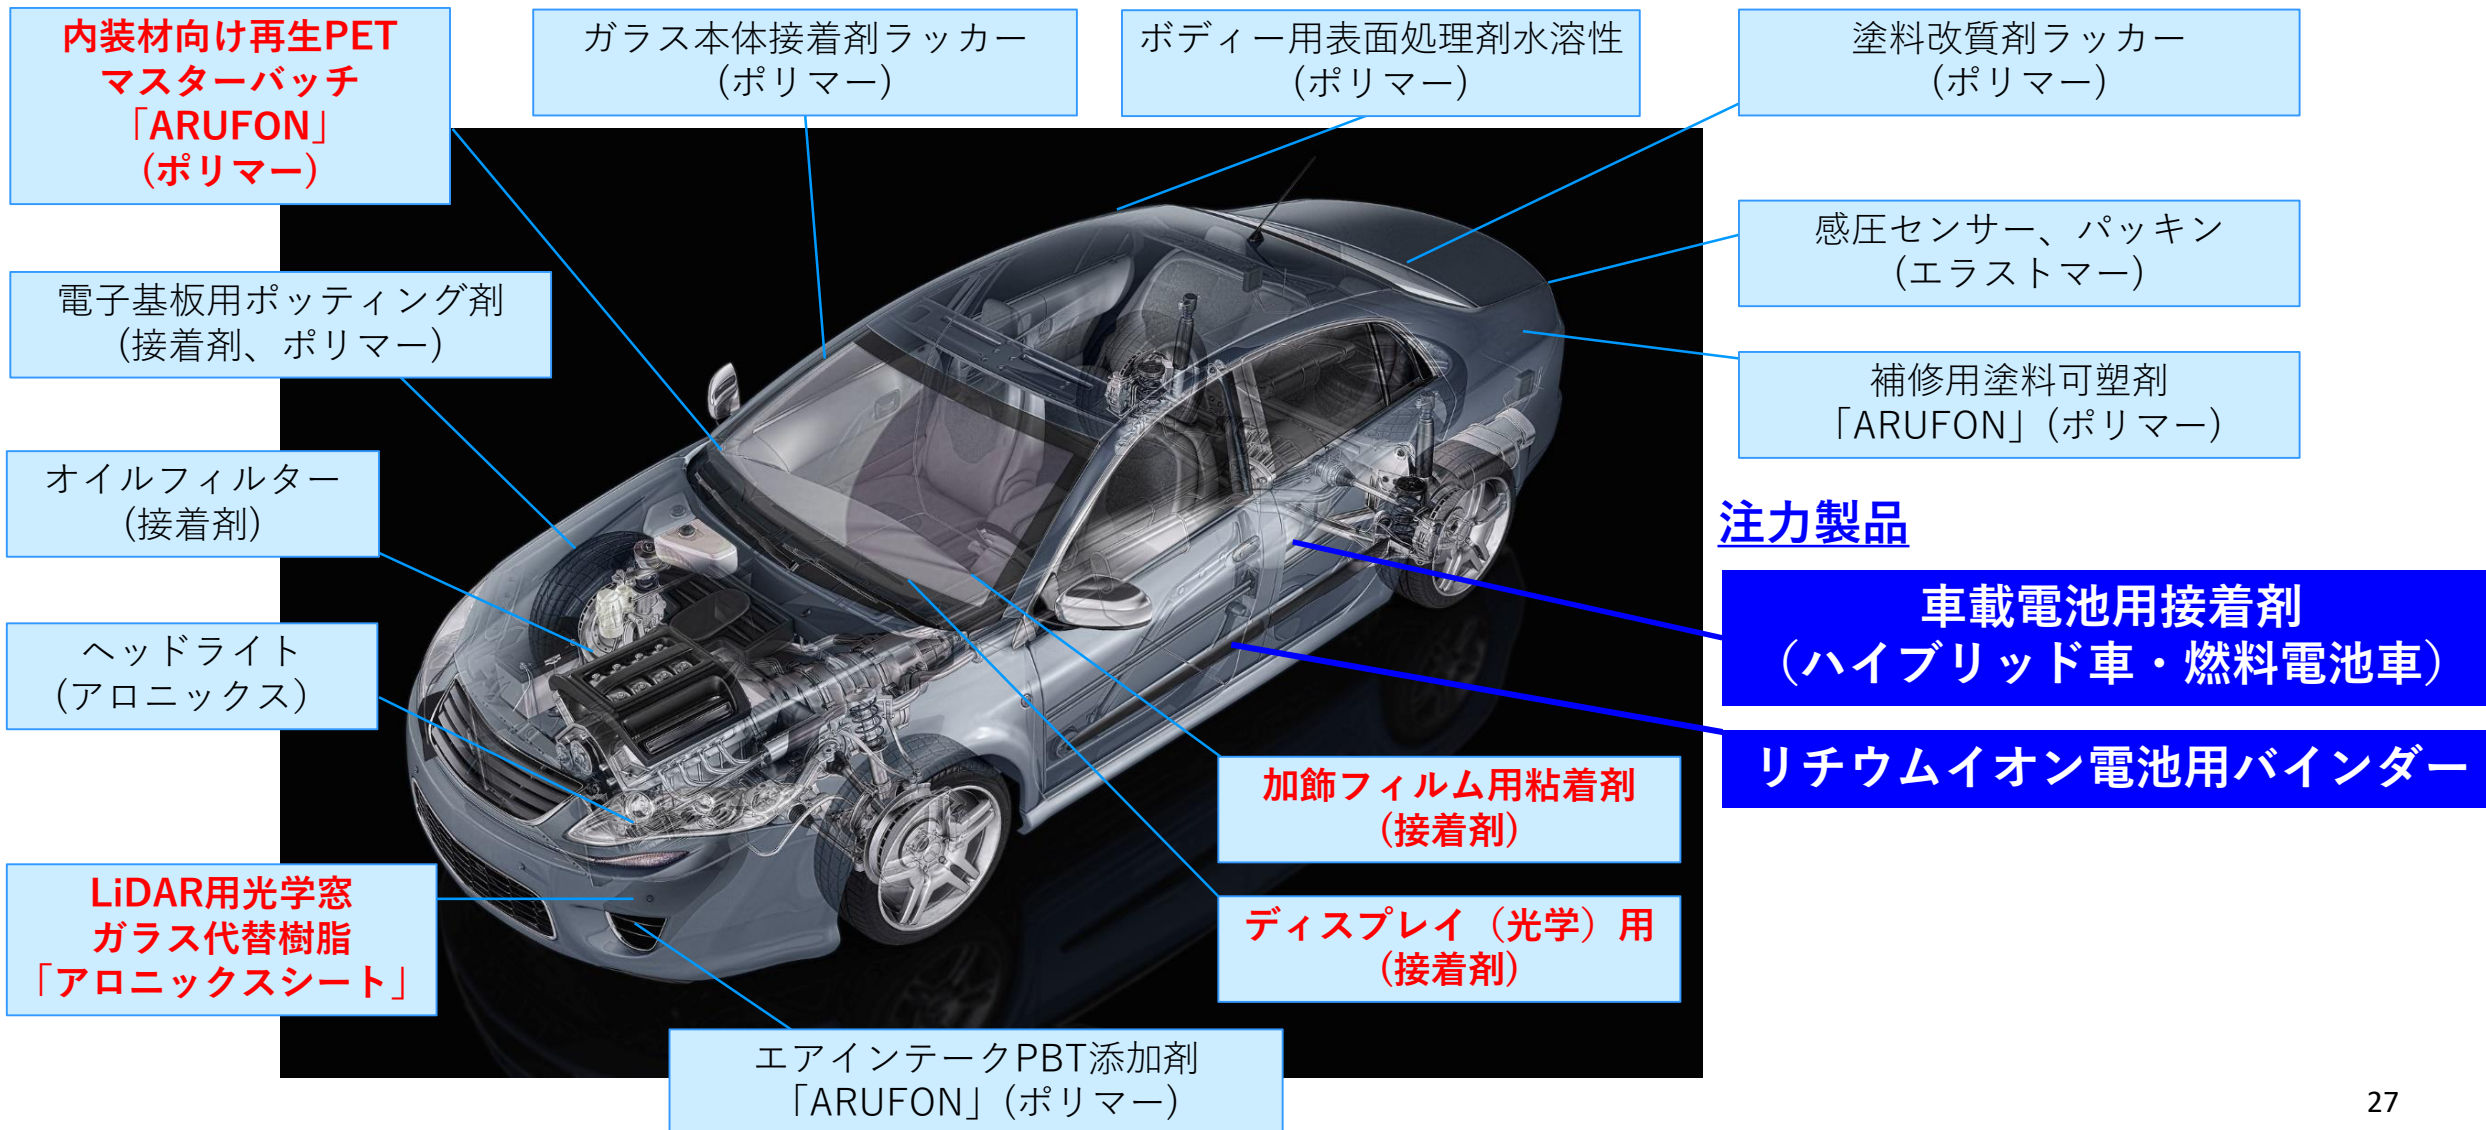 内装材向け再生PET
マスターバッチ
「ARUFON」
(ポリマー)
ガラス本体接着剤ラッカー
(ポリマー)
ボディー用表面処理剤水溶性
(ポリマー)
塗料改質剤ラッカー
(ポリマー)
電子基板用ポッティング剤
(接着剤、ポリマー)
感圧センサー、パッキン
(エラストマー)
補修用塗料可塑剤
「ARUFON」(ポリマー)
オイルフィルター
(接着剤)
注力製品
車載電池用接着剤
（ハイブリッド車・燃料電池車）
ヘッドライト
(アロニックス)
リチウムイオン電池用バインダー
加飾フィルム用粘着剤
(接着剤)
LiDAR用光学窓
ガラス代替樹脂
「アロニックスシート」
ディスプレイ（光学）用
(接着剤)
エアインテークPBT添加剤
「ARUFON」(ポリマー)
27